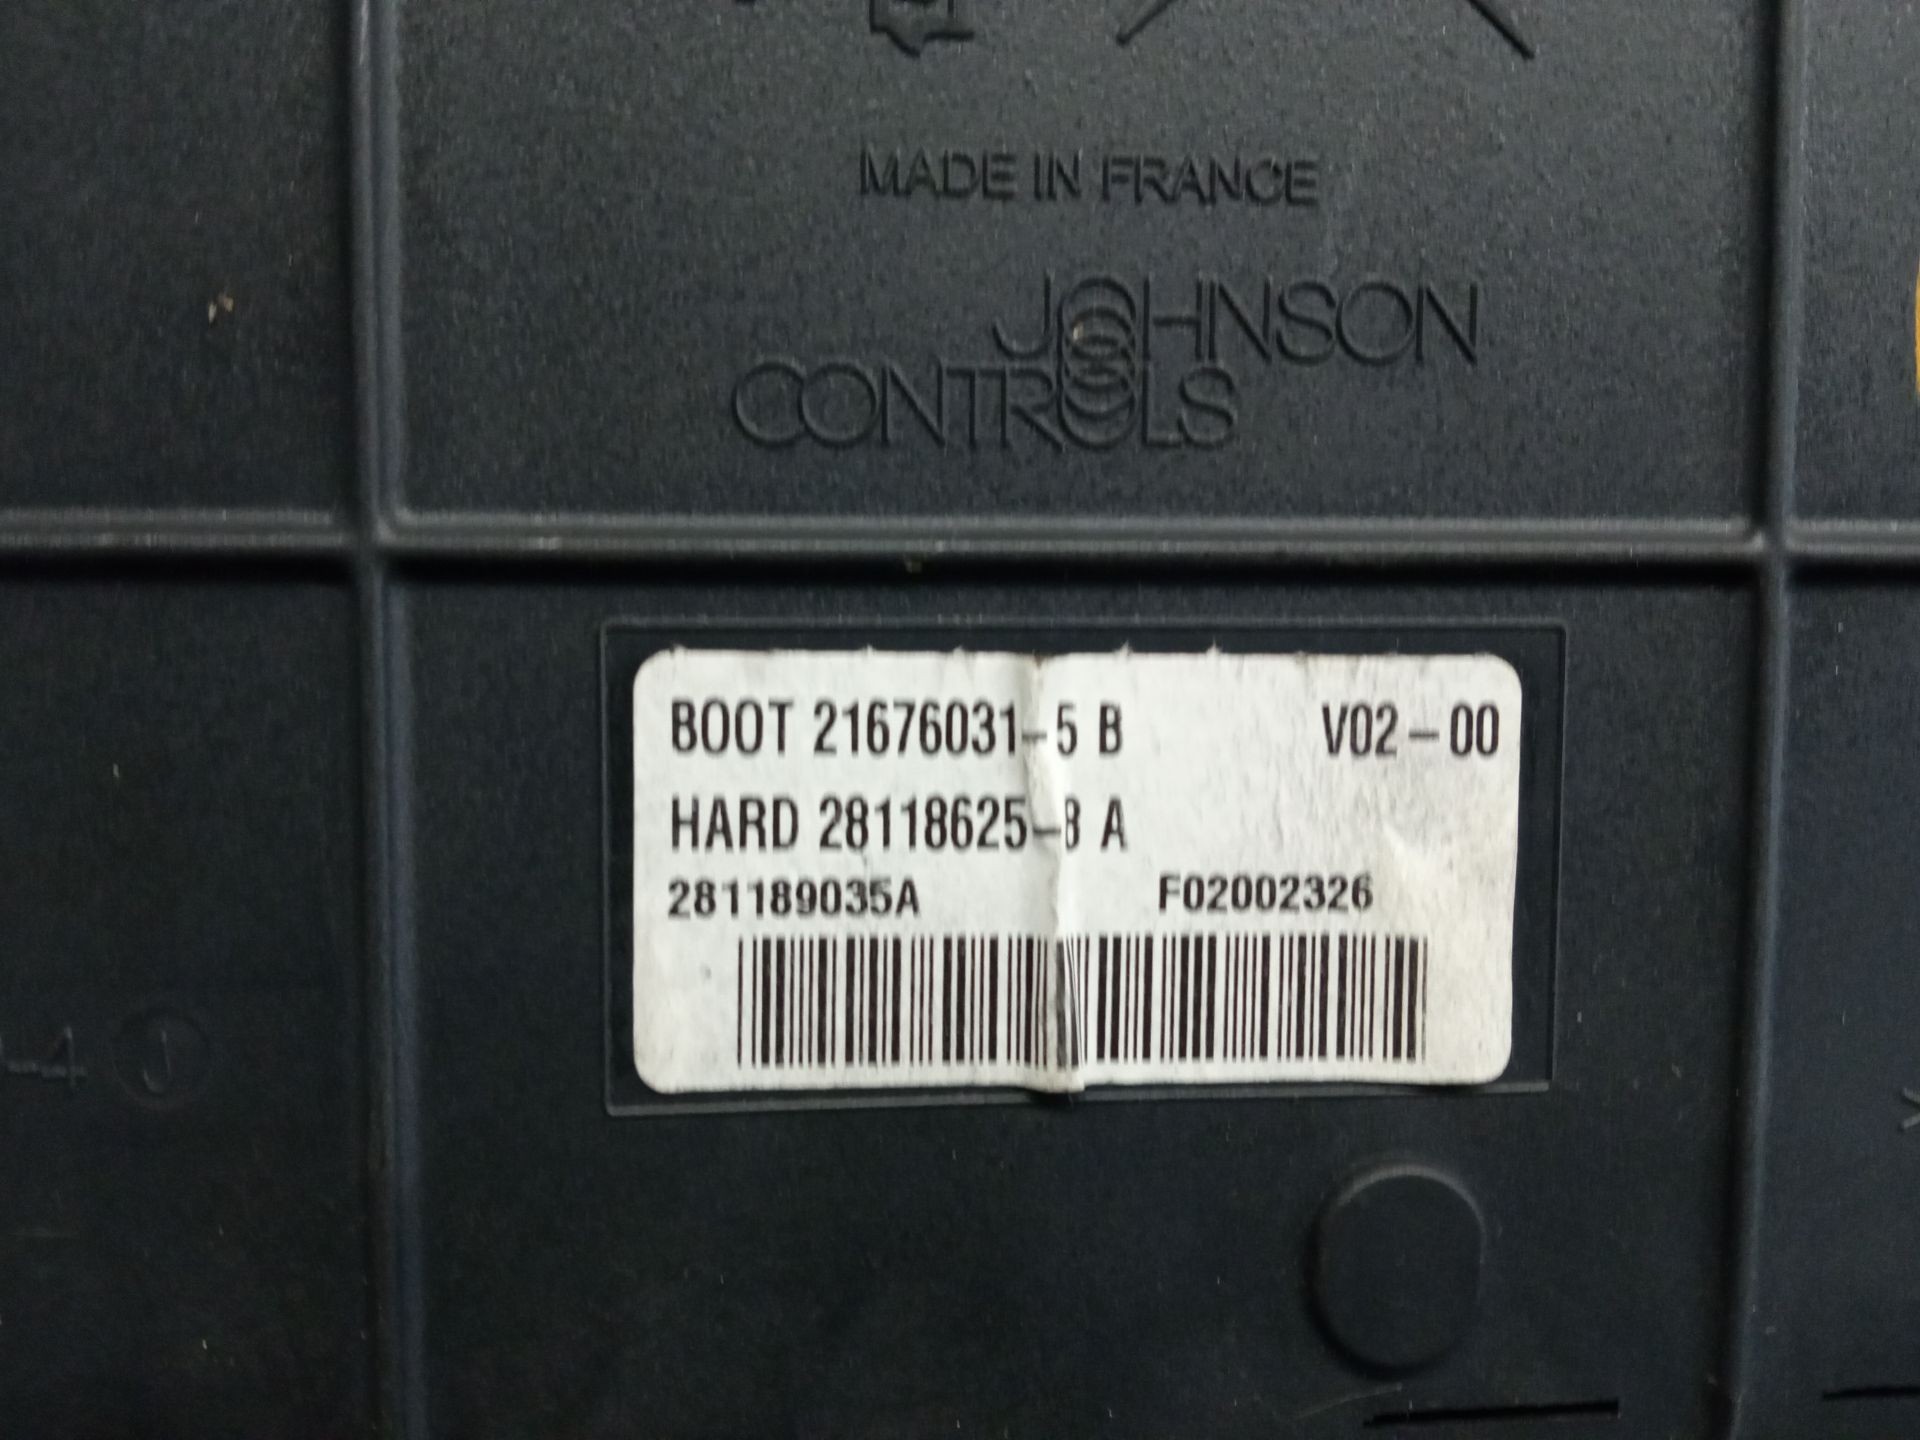 MADE IN FRANCE
JOHNSON
CONTROLS
BOOT 21676031-5 B V02-00
HARD 28118625-8 A
281189035A F02002326